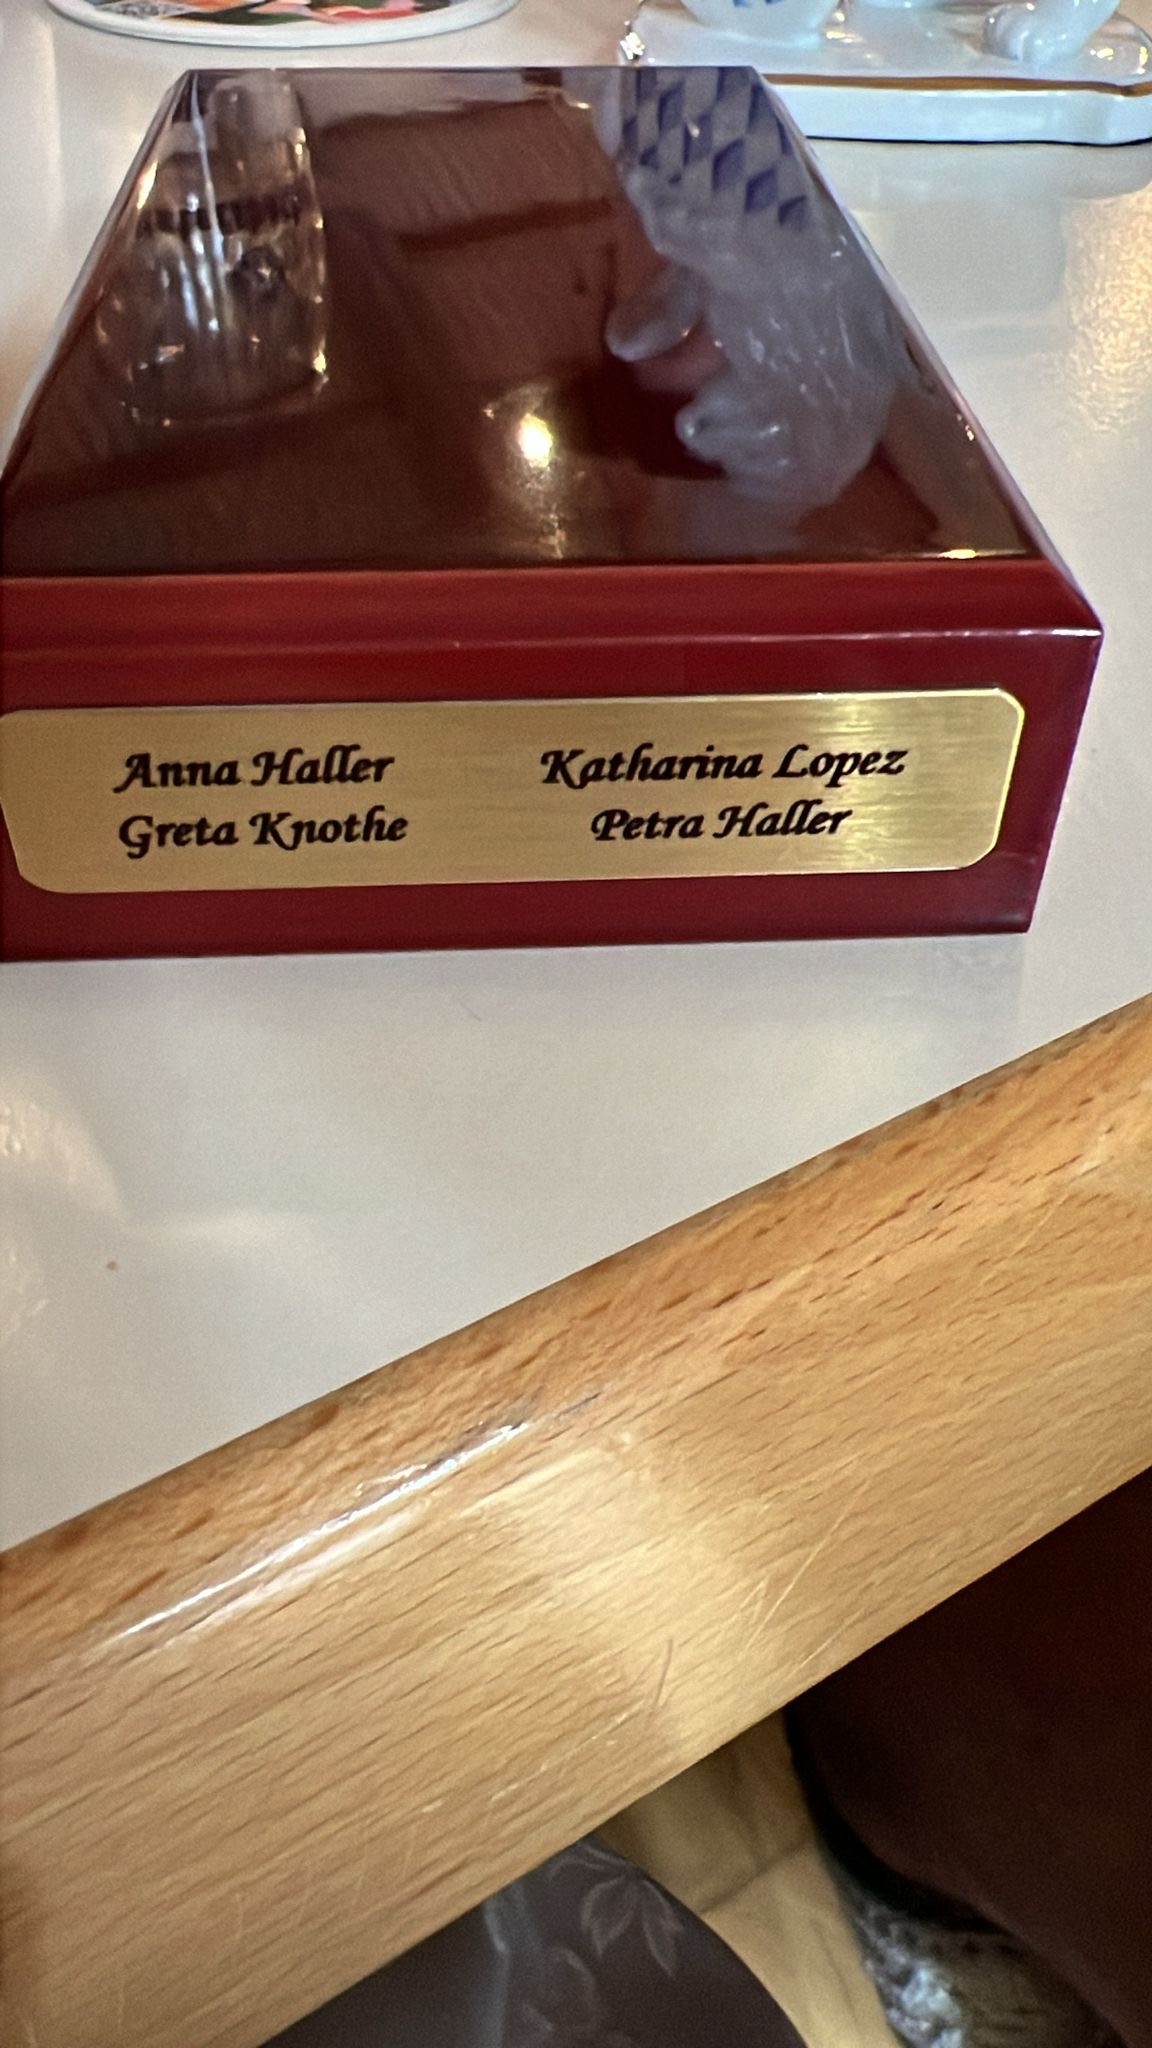 Anna Haller Katharina Lopez
Greta Knothe Petra Haller